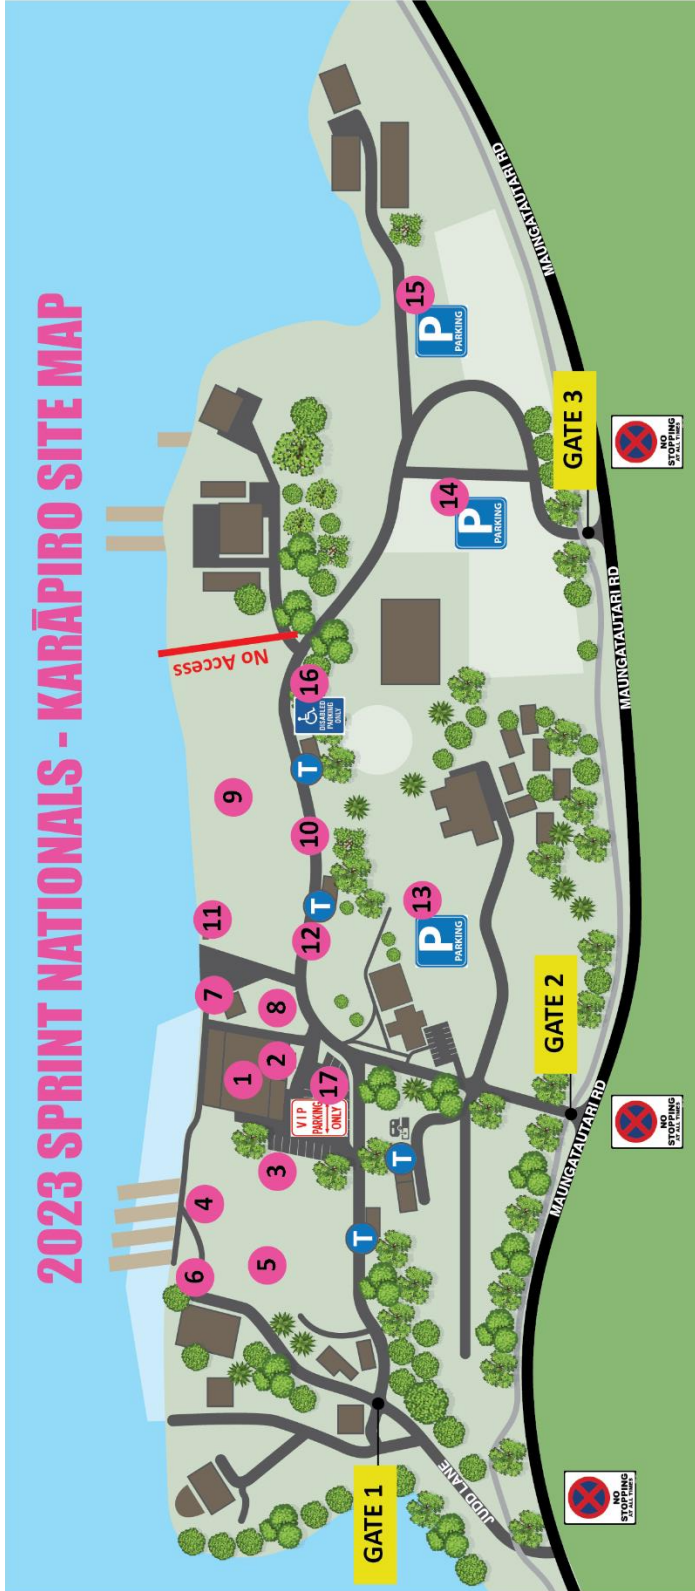 2023 SPRINT NATIONALS - KARĀPIRO SITE MAP
6
4
7
11
9
1
5
3
2
8
No Access
VIP
PARKING
ONLY
17
12
T
10
T
DISABLED
PARKING
ONLY
16
T
T
GATE 1
13
P
PARKING
14
P
PARKING
15
P
PARKING
JUDD LANE
GATE 2
GATE 3
MAUNGATAUTARI RD
MAUNGATAUTARI RD
MAUNGATAUTARI RD
NO
STOPPING
AT ALL TIMES
NO
STOPPING
AT ALL TIMES
NO
STOPPING
AT ALL TIMES